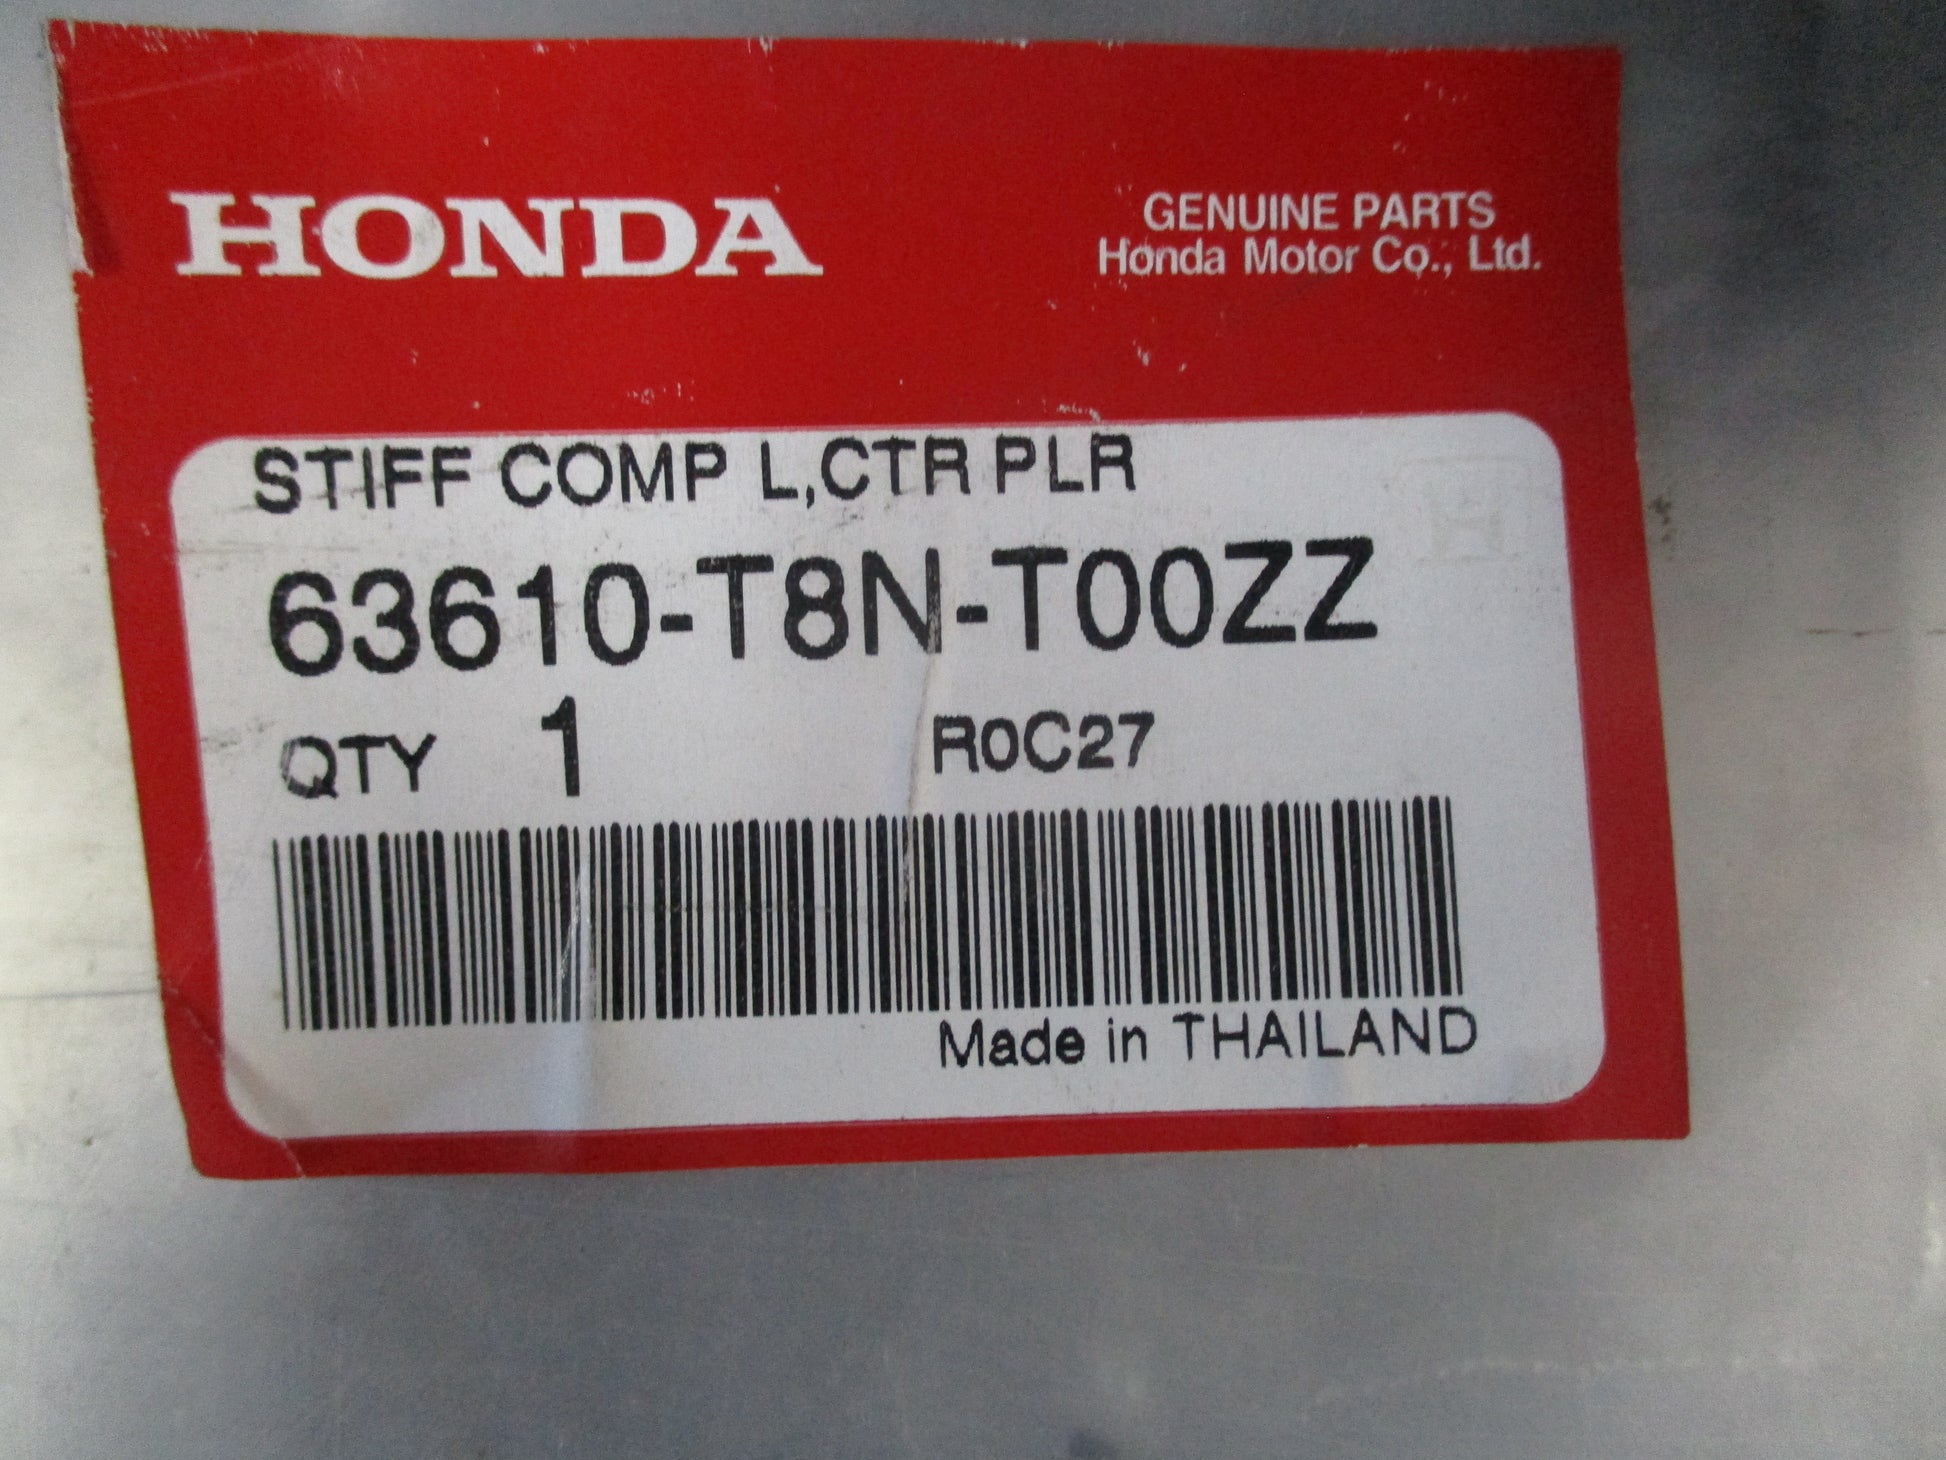 HONDA
GENUINE PARTS
Honda Motor Co., Ltd.
STIFF COMP L,CTR PLR
63610-T8N-T00ZZ
QTY 1 R0C27
Made in THAILAND